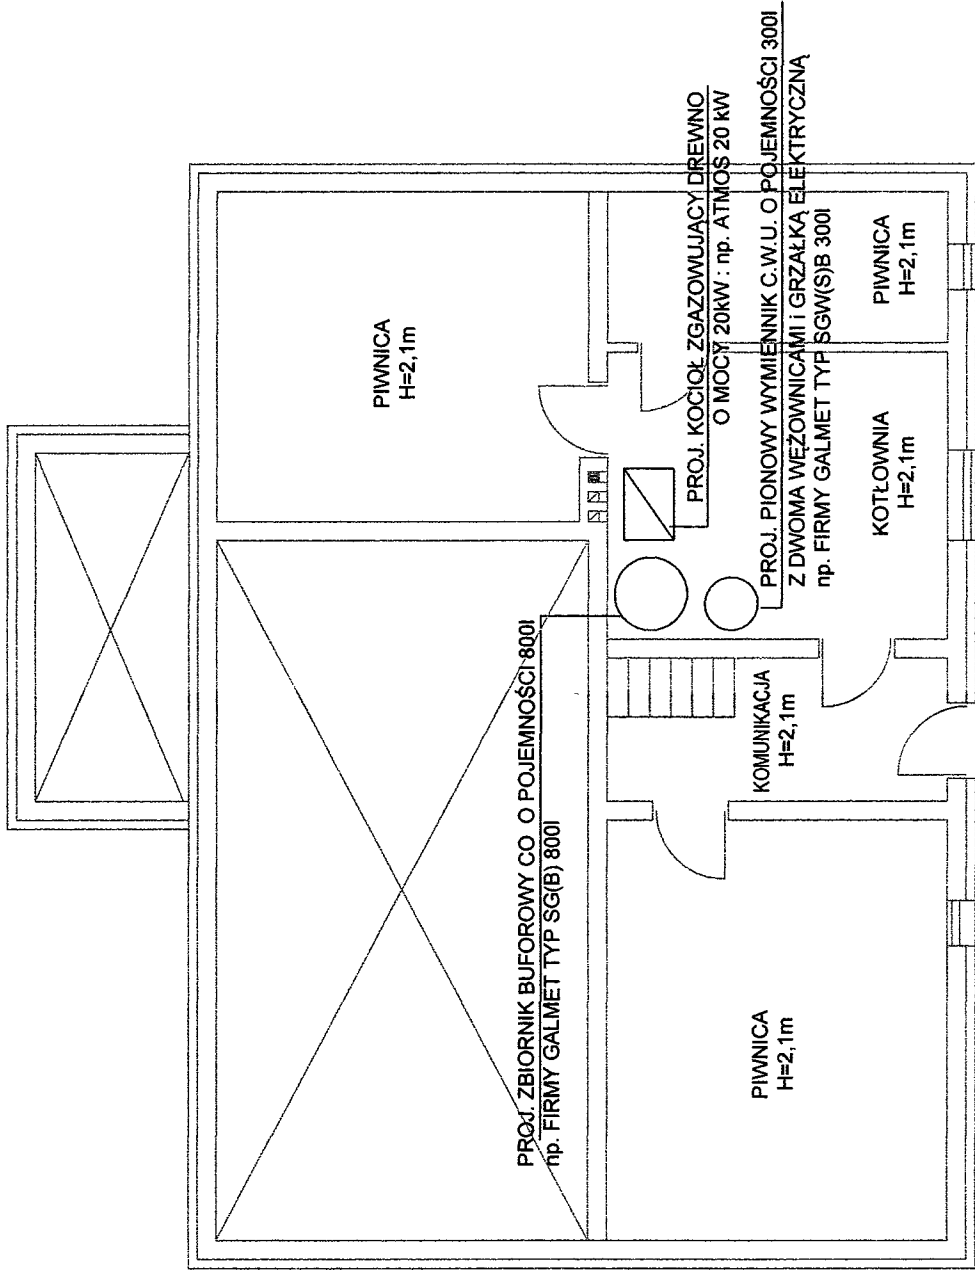 PIWNICA
H=2,1m
PROJ. KOCIOŁ ZGAZOWUJĄCY DREWNO
O MOCY 20kW : np. ATMOS 20 kW
PROJ. PIONOWY WYMIENNIK C.W.U. O POJEMNOŚCI 300l
Z DWOMA WĘŻOWNICAMI i GRZAŁKĄ ELEKTRYCZNĄ
np. FIRMY GALMET TYP SGW(S)B 300l
PIWNICA
H=2,1m
KOTŁOWNIA
H=2,1m
PROJ. ZBIORNIK BUFOROWY CO O POJEMNOŚCI 800l
np. FIRMY GALMET TYP SG(B) 800l
KOMUNIKACJA
H=2,1m
PIWNICA
H=2,1m